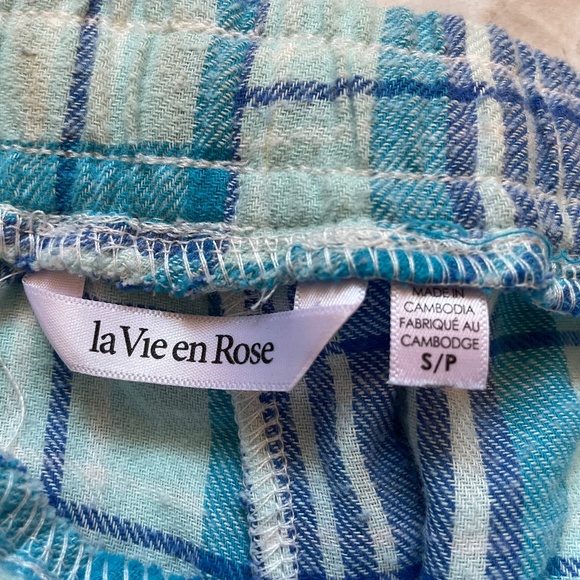 la Vie en Rose
MADE IN
CAMBODIA
FABRIQUÉ AU
CAMBODGE
S/P